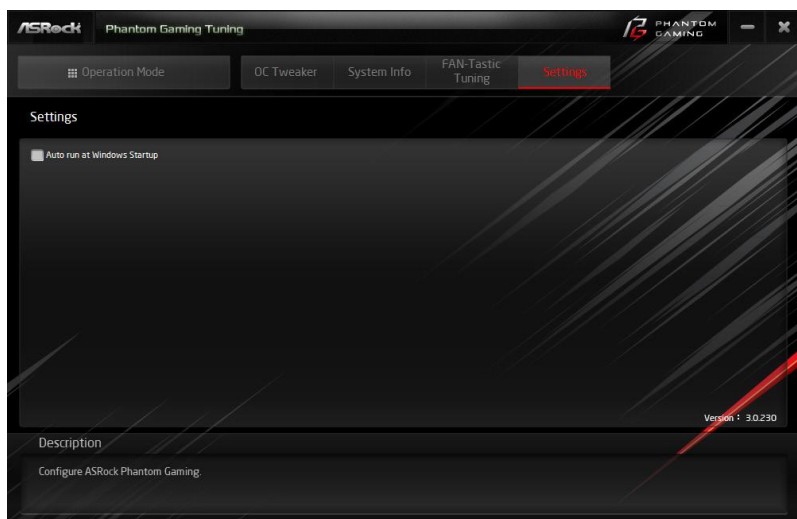 ASRock Phantom Gaming Tuning PHANTOM GAMING
Operation Mode OC Tweaker System Info FAN-Tastic Tuning Settings
Settings
Auto run at Windows Startup
Version : 3.0.230
Description
Configure ASRock Phantom Gaming.